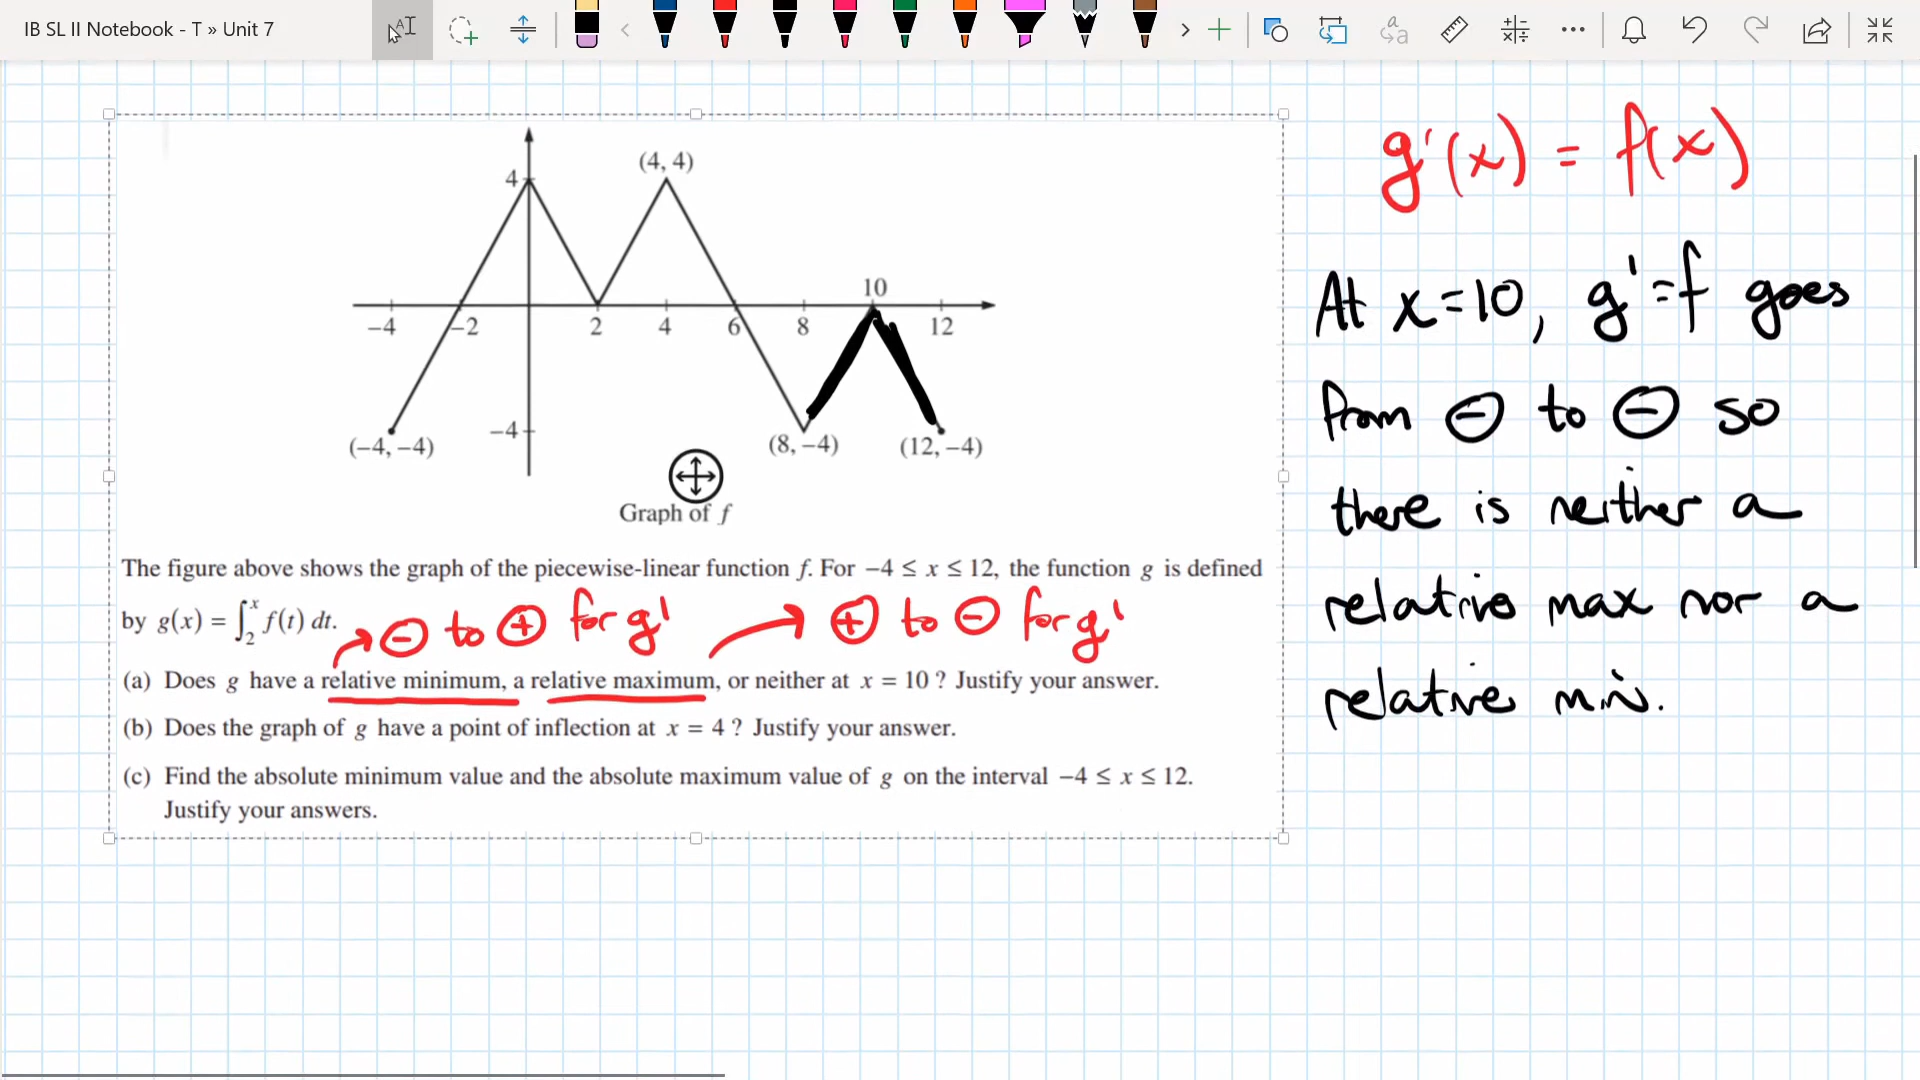 IB SL II Notebook - T » Unit 7
g'(x) = f(x)
(4, 4)
4
10
-4
-2
2
4
6
8
12
-4
(-4, -4)
(8, -4)
(12, -4)
Graph of f
At x=10, g'=f goes
from ⊖ to ⊖ so
there is neither a
relative max nor a
relative min.
The figure above shows the graph of the piecewise-linear function f. For −4 ≤ x ≤ 12, the function g is defined
by g(x) = ∫₂ˣ f(t) dt.
⊖ to ⊕ for g'
⊕ to ⊖ for g'
(a) Does g have a relative minimum, a relative maximum, or neither at x = 10 ? Justify your answer.
(b) Does the graph of g have a point of inflection at x = 4 ? Justify your answer.
(c) Find the absolute minimum value and the absolute maximum value of g on the interval −4 ≤ x ≤ 12.
Justify your answers.